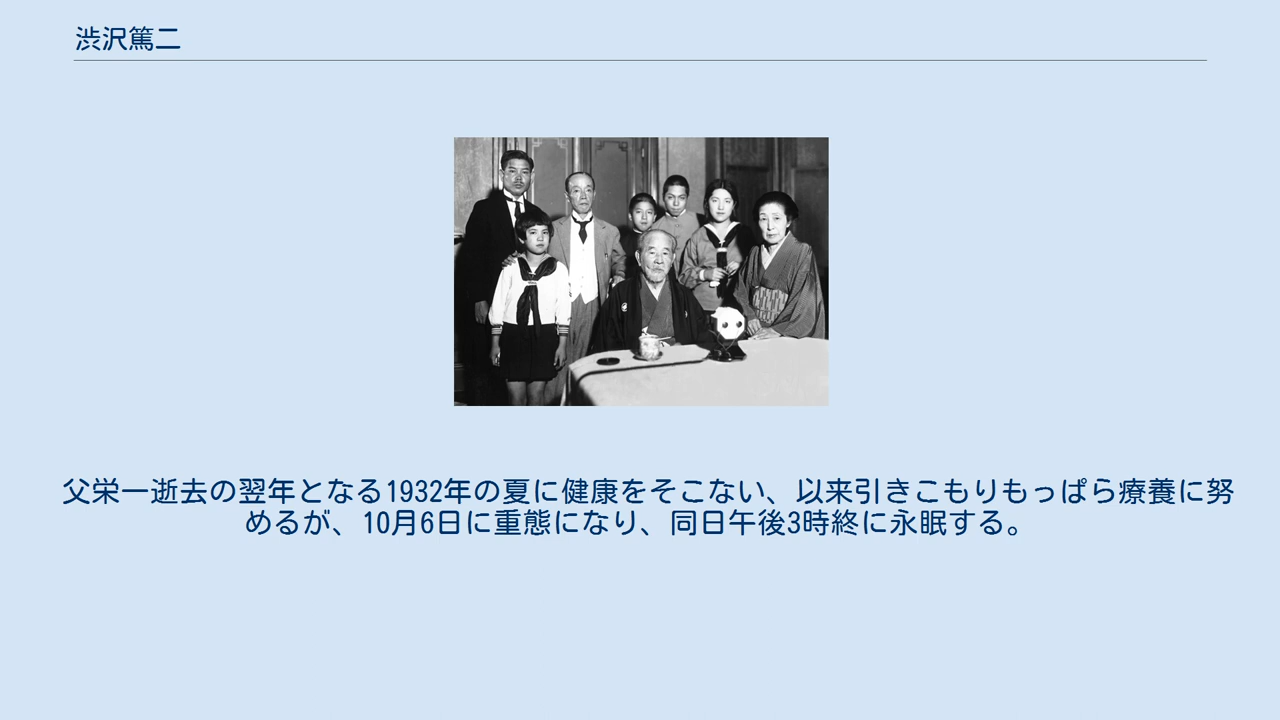 渋沢篤二
父栄一逝去の翌年となる1932年の夏に健康をそこない、以来引きこもりもっぱら療養に努
めるが、10月6日に重態になり、同日午後3時終に永眠する。